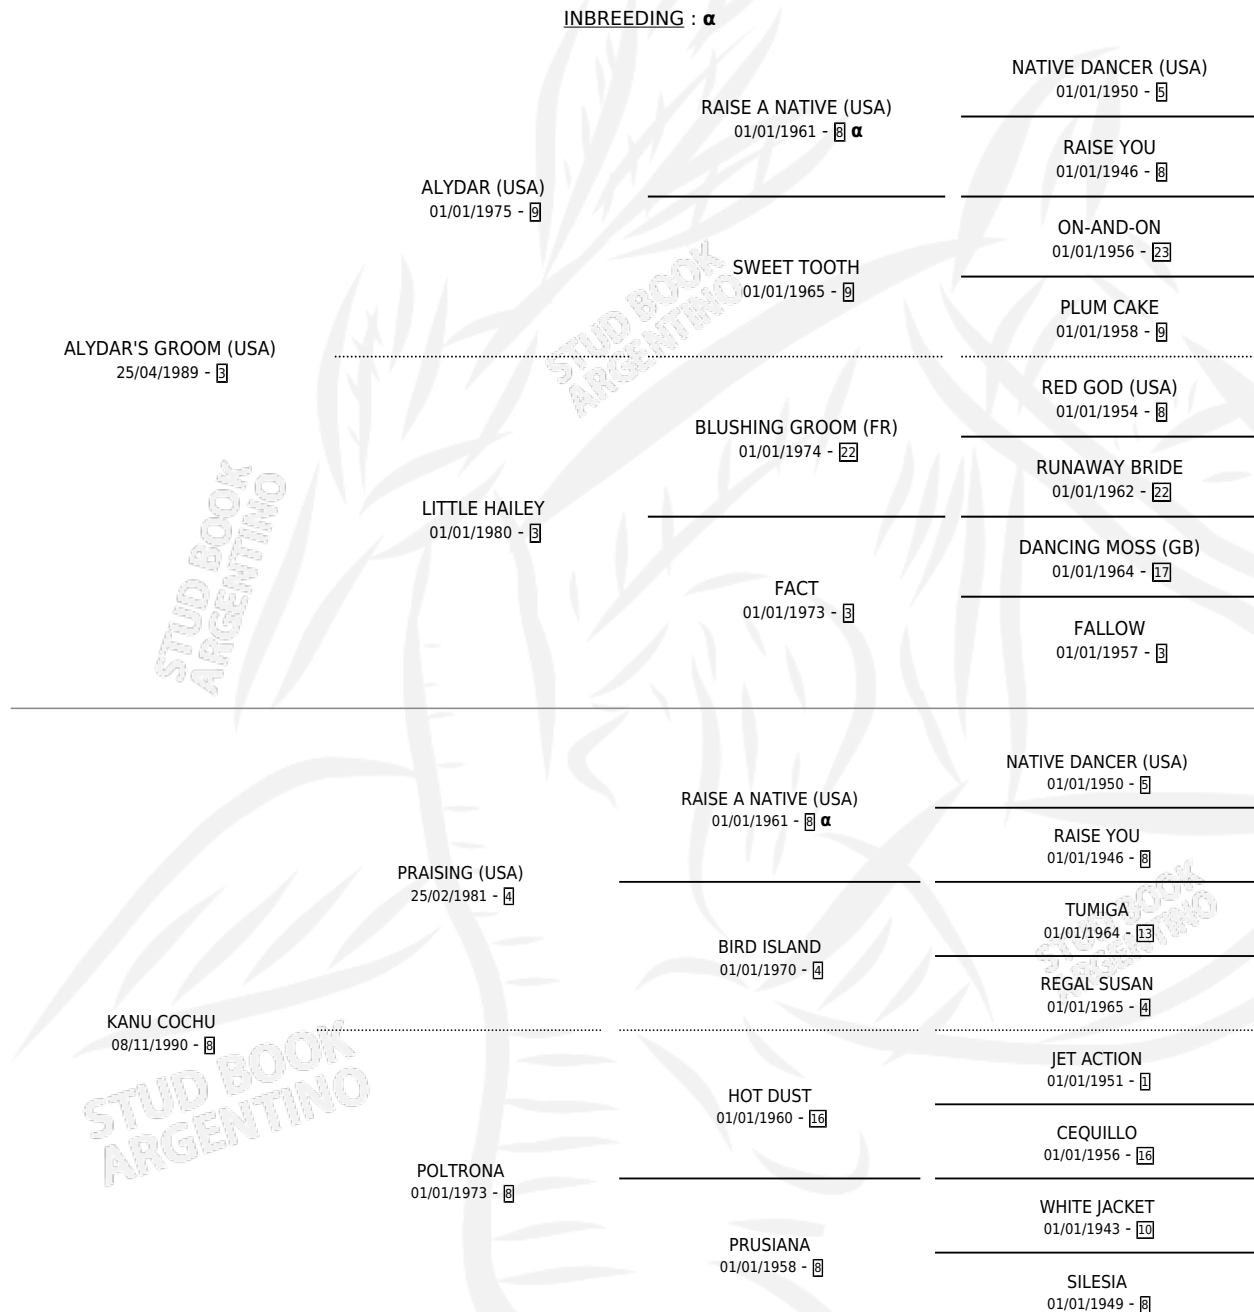 INBREEDING : α
NATIVE DANCER (USA)
01/01/1950 - 5
RAISE A NATIVE (USA)
01/01/1961 - 8 α
RAISE YOU
01/01/1946 - 8
ALYDAR (USA)
01/01/1975 - 9
ON-AND-ON
01/01/1956 - 23
SWEET TOOTH
01/01/1965 - 9
PLUM CAKE
01/01/1958 - 9
ALYDAR'S GROOM (USA)
25/04/1989 - 3
RED GOD (USA)
01/01/1954 - 8
BLUSHING GROOM (FR)
01/01/1974 - 22
RUNAWAY BRIDE
01/01/1962 - 22
LITTLE HAILEY
01/01/1980 - 3
DANCING MOSS (GB)
01/01/1964 - 17
FACT
01/01/1973 - 3
FALLOW
01/01/1957 - 3
NATIVE DANCER (USA)
01/01/1950 - 5
RAISE A NATIVE (USA)
01/01/1961 - 8 α
RAISE YOU
01/01/1946 - 8
PRAISING (USA)
25/02/1981 - 4
TUMIGA
01/01/1964 - 13
BIRD ISLAND
01/01/1970 - 4
REGAL SUSAN
01/01/1965 - 4
KANU COCHU
08/11/1990 - 8
JET ACTION
01/01/1951 - 1
HOT DUST
01/01/1960 - 16
CEQUILLO
01/01/1956 - 16
POLTRONA
01/01/1973 - 8
WHITE JACKET
01/01/1943 - 10
PRUSIANA
01/01/1958 - 8
SILESIA
01/01/1949 - 8
STUD BOOK
ARGENTINO
STUD BOOK
ARGENTINO
STUD BOOK
ARGENTINO
STUD BOOK
ARGENTINO